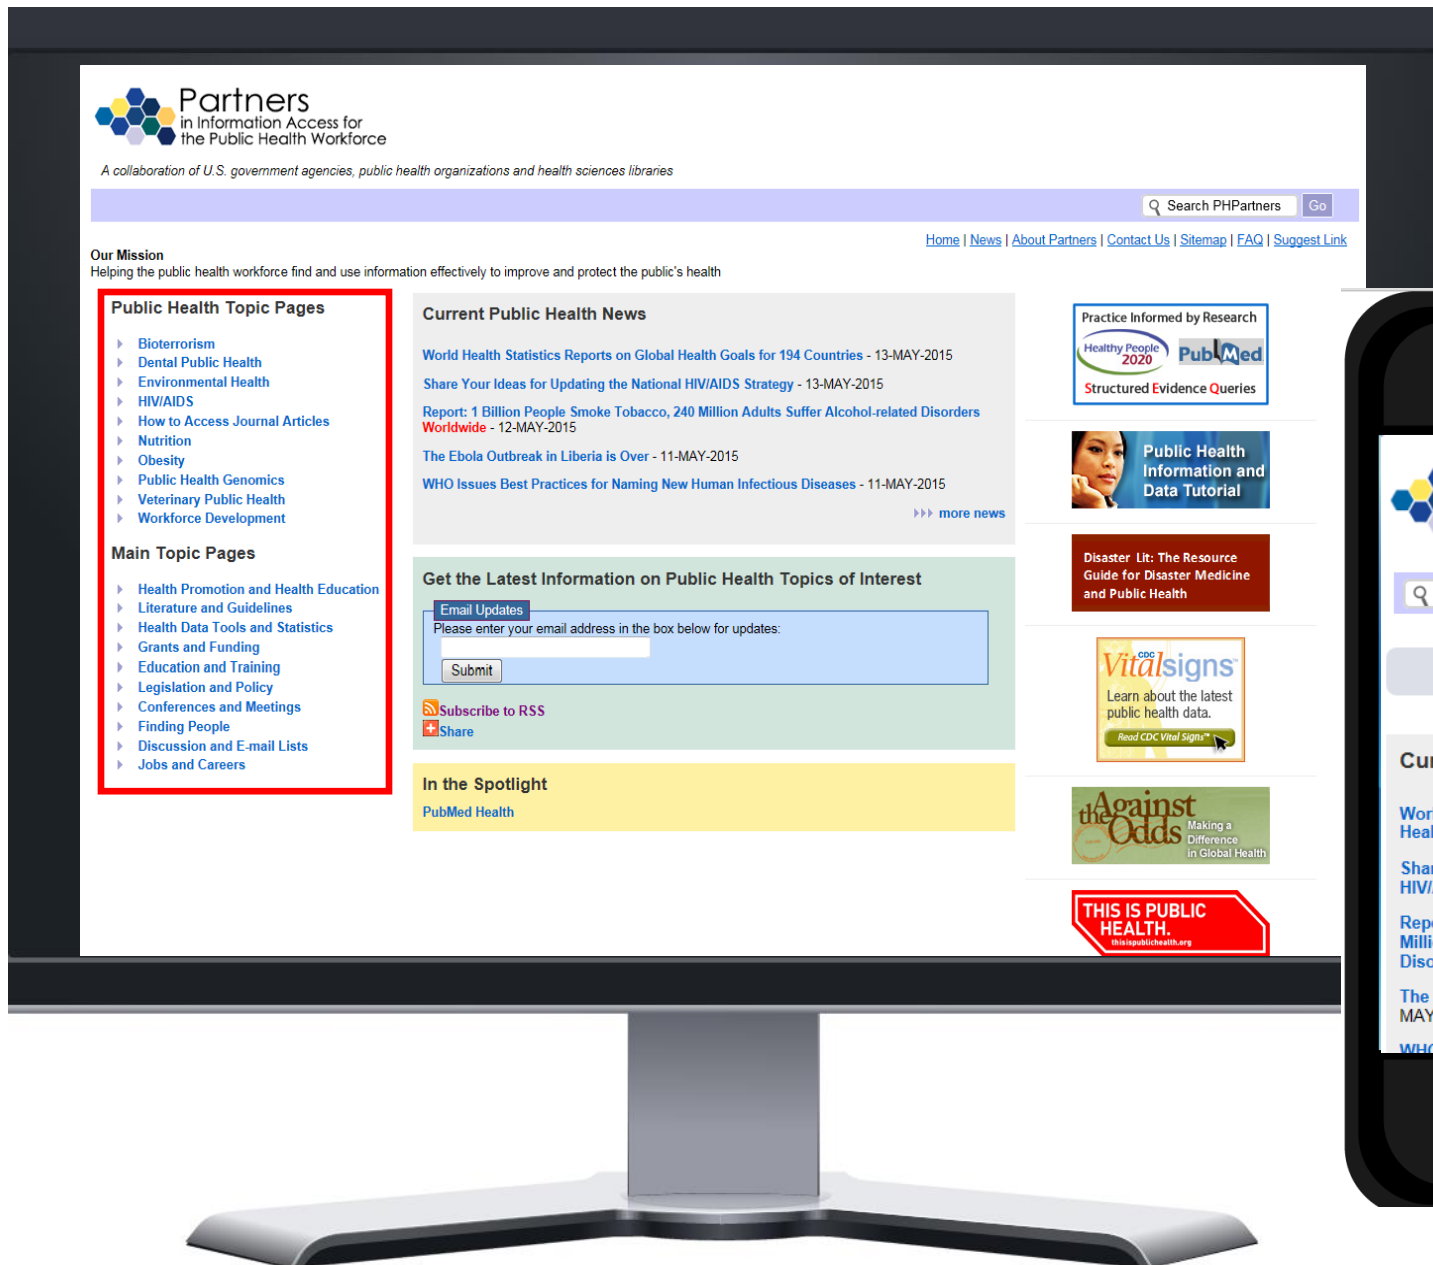 Partners
in Information Access for
the Public Health Workforce
A collaboration of U.S. government agencies, public health organizations and health sciences libraries
Search PHPartners
Go
Home | News | About Partners | Contact Us | Sitemap | FAQ | Suggest Link
Our Mission
Helping the public health workforce find and use information effectively to improve and protect the public's health
Public Health Topic Pages
Bioterrorism
Dental Public Health
Environmental Health
HIV/AIDS
How to Access Journal Articles
Nutrition
Obesity
Public Health Genomics
Veterinary Public Health
Workforce Development
Main Topic Pages
Health Promotion and Health Education
Literature and Guidelines
Health Data Tools and Statistics
Grants and Funding
Education and Training
Legislation and Policy
Conferences and Meetings
Finding People
Discussion and E-mail Lists
Jobs and Careers
Current Public Health News
World Health Statistics Reports on Global Health Goals for 194 Countries - 13-MAY-2015
Share Your Ideas for Updating the National HIV/AIDS Strategy - 13-MAY-2015
Report: 1 Billion People Smoke Tobacco, 240 Million Adults Suffer Alcohol-related Disorders
Worldwide - 12-MAY-2015
The Ebola Outbreak in Liberia is Over - 11-MAY-2015
WHO Issues Best Practices for Naming New Human Infectious Diseases - 11-MAY-2015
more news
Get the Latest Information on Public Health Topics of Interest
Email Updates
Please enter your email address in the box below for updates:
Submit
Subscribe to RSS
Share
In the Spotlight
PubMed Health
Practice Informed by Research
Healthy People
2020
PubMed
Structured Evidence Queries
Public Health
Information and
Data Tutorial
Disaster Lit: The Resource
Guide for Disaster Medicine
and Public Health
CDC
Vitalsigns™
Learn about the latest
public health data.
Read CDC Vital Signs™
Against
the Odds
Making a
Difference
in Global Health
THIS IS PUBLIC
HEALTH.
thisispublichealth.org
Cur
Wor
Heal
Shar
HIV/
Repo
Milli
Diso
The
MAY
WHO